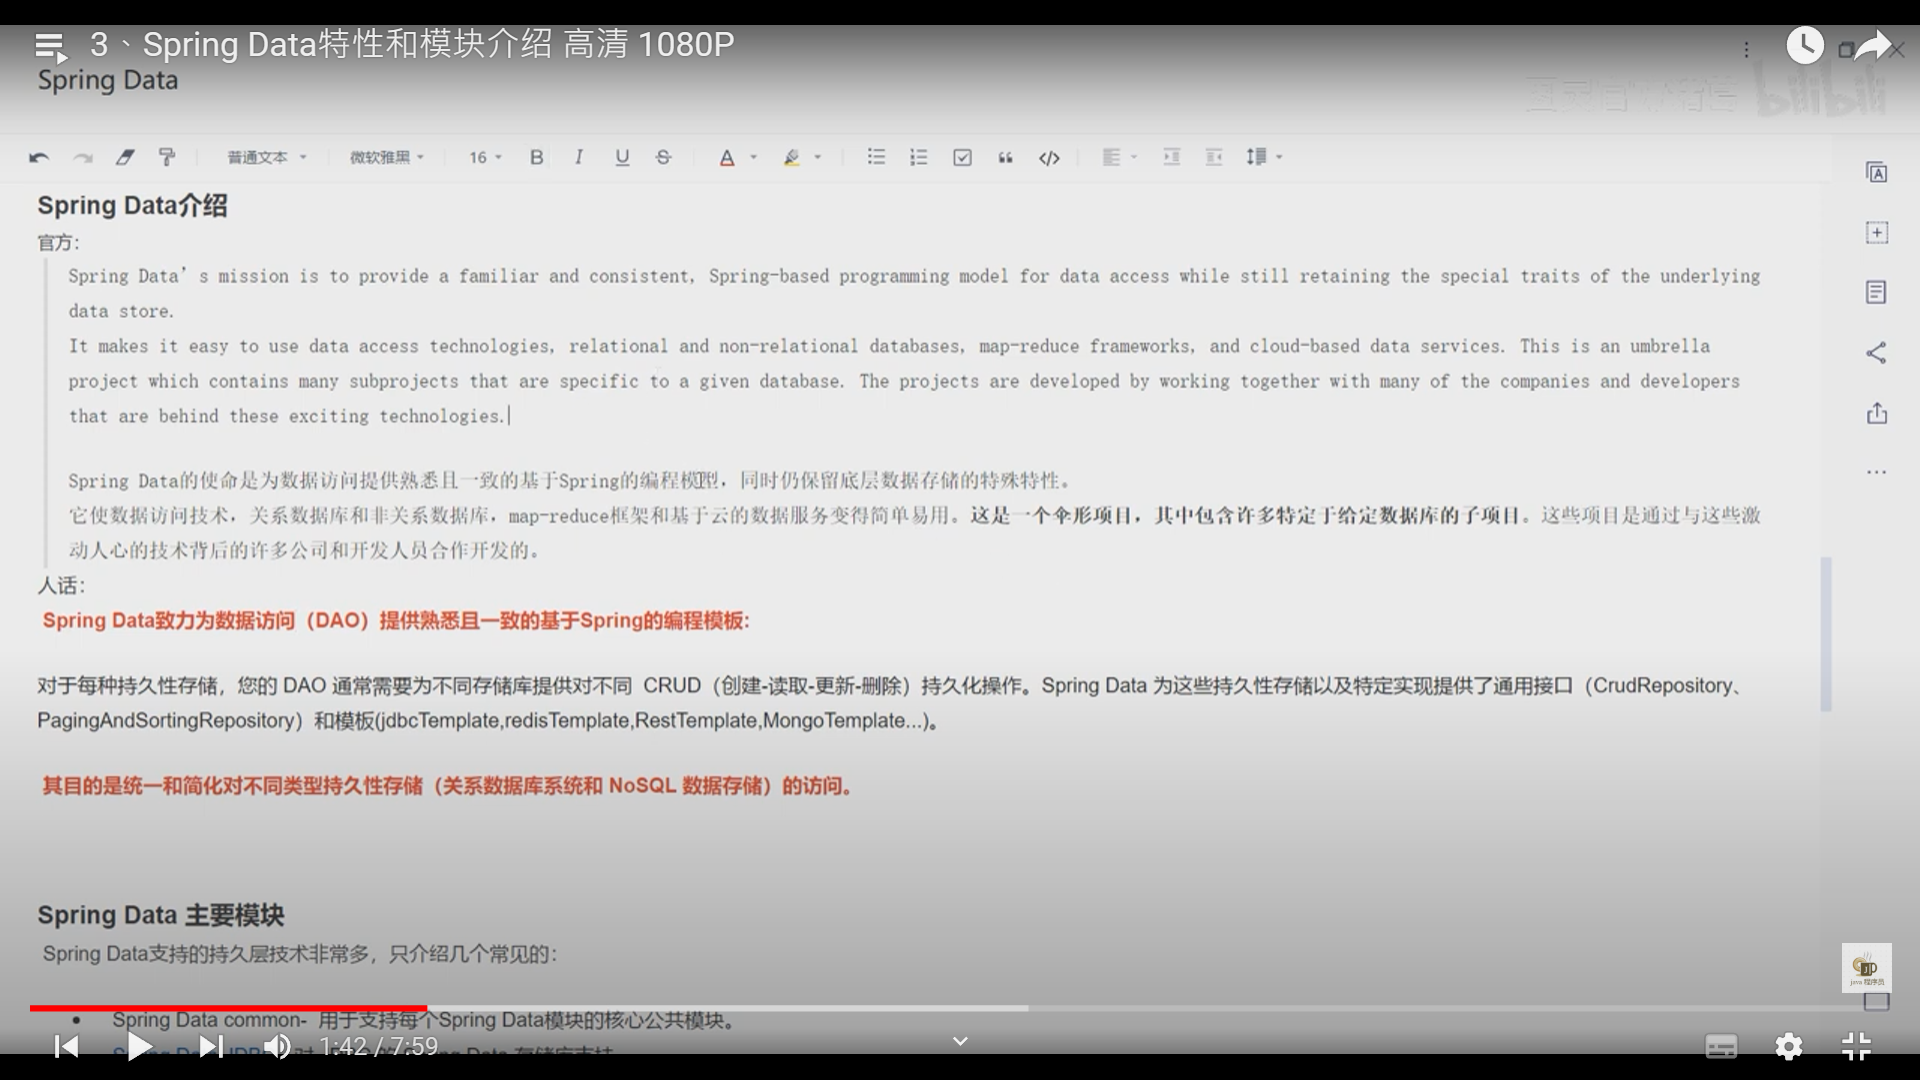 3、Spring Data特性和模块介绍 高清 1080P
Spring Data
bilibili
普通文本
微软雅黑
16
B
I
U
S
A
Spring Data介绍
官方：
Spring Data’s mission is to provide a familiar and consistent, Spring-based programming model for data access while still retaining the special traits of the underlying
data store.
It makes it easy to use data access technologies, relational and non-relational databases, map-reduce frameworks, and cloud-based data services. This is an umbrella
project which contains many subprojects that are specific to a given database. The projects are developed by working together with many of the companies and developers
that are behind these exciting technologies.
Spring Data的使命是为数据访问提供熟悉且一致的基于Spring的编程模型，同时仍保留底层数据存储的特殊特性。
它使数据访问技术，关系数据库和非关系数据库，map-reduce框架和基于云的数据服务变得简单易用。这是一个伞形项目，其中包含许多特定于给定数据库的子项目。这些项目是通过与这些激
动人心的技术背后的许多公司和开发人员合作开发的。
人话：
Spring Data致力为数据访问（DAO）提供熟悉且一致的基于Spring的编程模板:
对于每种持久性存储，您的 DAO 通常需要为不同存储库提供对不同 CRUD（创建-读取-更新-删除）持久化操作。Spring Data 为这些持久性存储以及特定实现提供了通用接口（CrudRepository、
PagingAndSortingRepository）和模板(jdbcTemplate,redisTemplate,RestTemplate,MongoTemplate...)。
其目的是统一和简化对不同类型持久性存储（关系数据库系统和 NoSQL 数据存储）的访问。
Spring Data 主要模块
Spring Data支持的持久层技术非常多，只介绍几个常见的：
• Spring Data common- 用于支持每个Spring Data模块的核心公共模块。
1:42 / 7:59
java 程序员